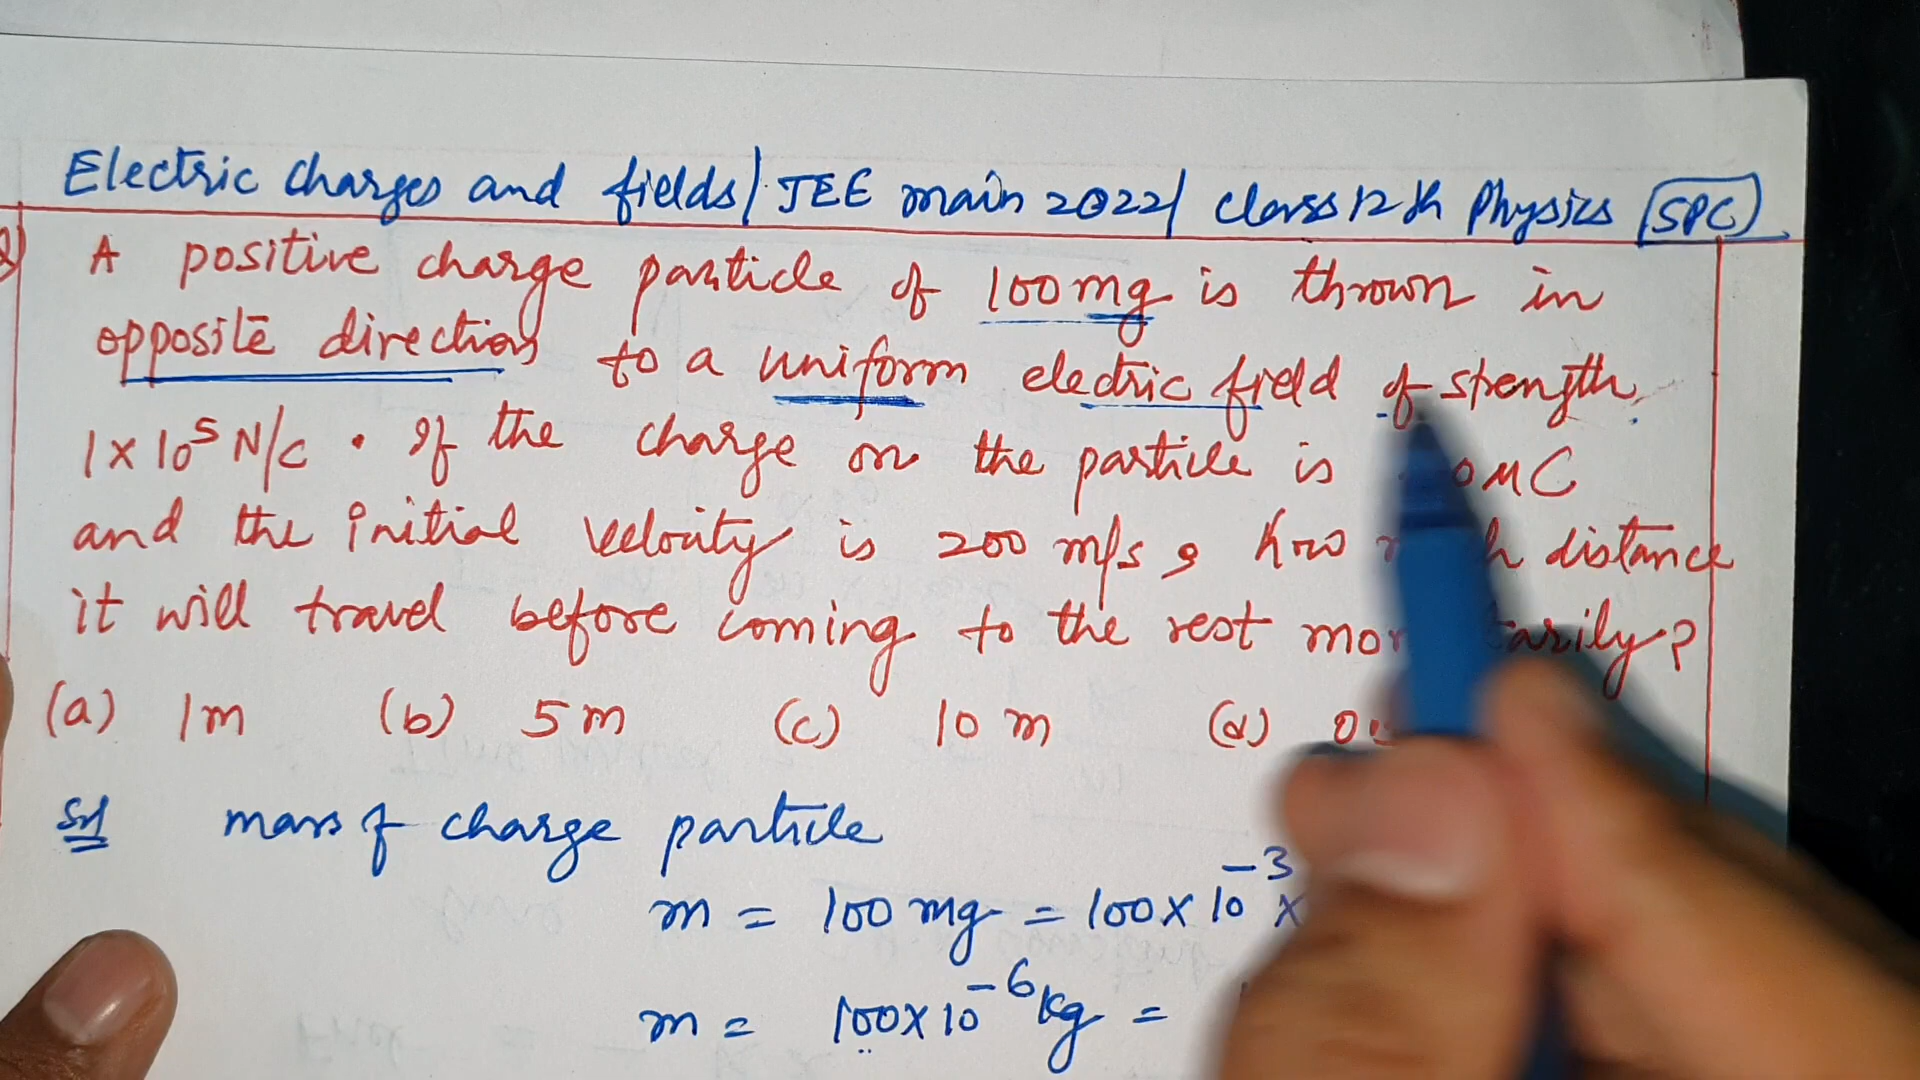 Electric charges and fields / JEE main 2022 / class 12th Physics SPC
Q) A positive charge particle of 100 mg is thrown in
opposite direction to a uniform electric field of strength
1 × 10⁵ N/C . If the charge on the particle is μC
and the initial velocity is 200 m/s , how distance
it will travel before coming to the rest ?
(a) 1m (b) 5 m (c) 10 m (d)
Sol mass of charge particle
m = 100 mg = 100 × 10⁻³ ×
m = 100 × 10⁻⁶ kg =